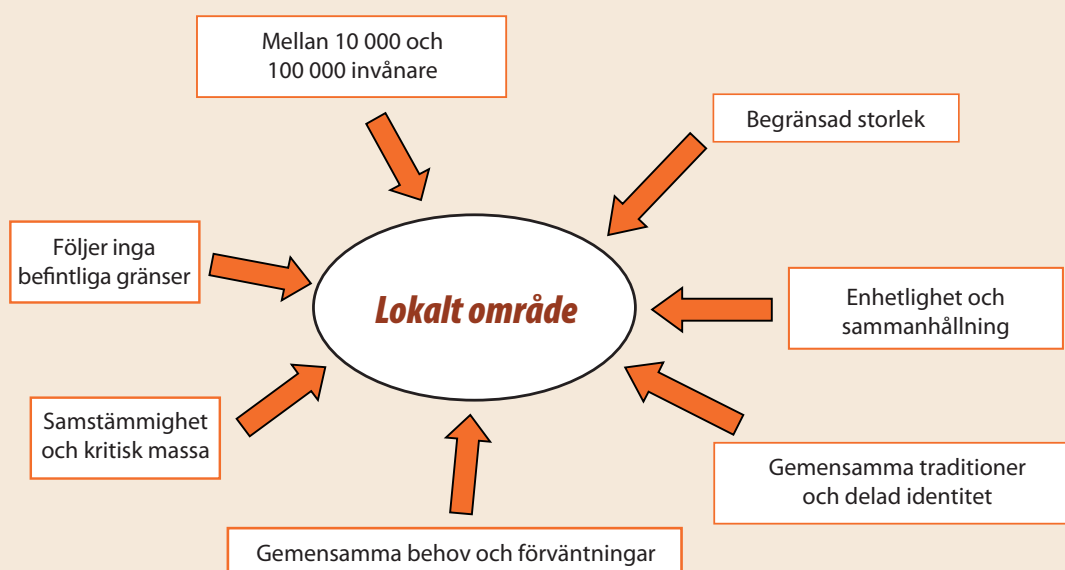 Mellan 10 000 och
100 000 invånare
Begränsad storlek
Följer inga
befintliga gränser
Lokalt område
Enhetlighet och
sammanhållning
Samstämmighet
och kritisk massa
Gemensamma traditioner
och delad identitet
Gemensamma behov och förväntningar